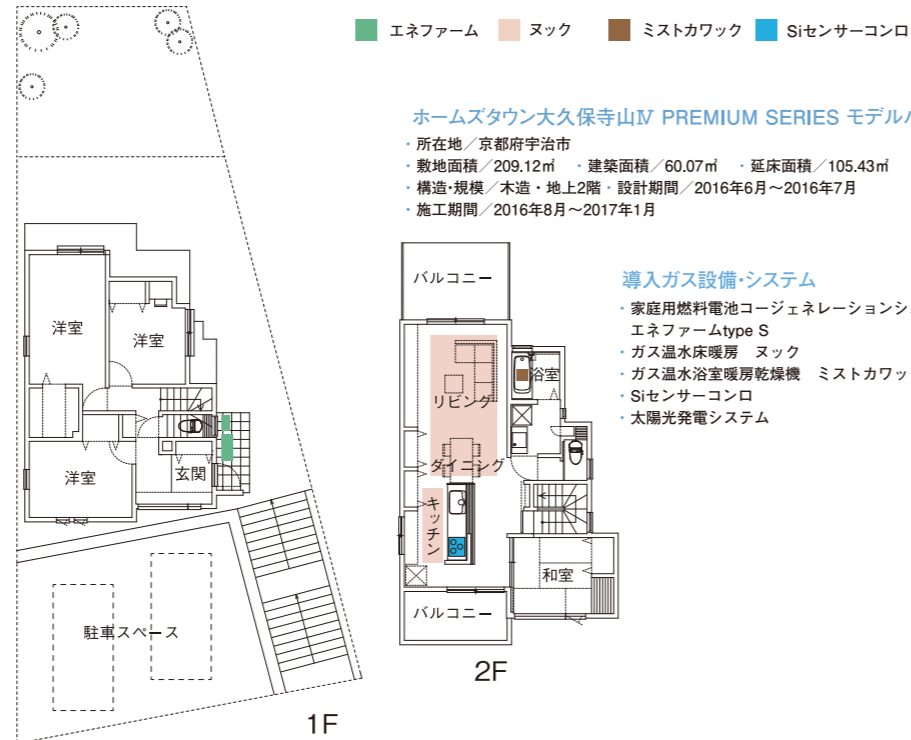 エネファーム ヌック ミストカワック Siセンサーコンロ
ホームズタウン大久保寺山Ⅳ PREMIUM SERIES モデル
・所在地／京都府宇治市
・敷地面積／209.12㎡ ・建築面積／60.07㎡ ・延床面積／105.43㎡
・構造・規模／木造・地上2階・設計期間／2016年6月〜2016年7月
・施工期間／2016年8月〜2017年1月
導入ガス設備・システム
・家庭用燃料電池コージェネレーションシ
エネファームtype S
・ガス温水床暖房 ヌック
・ガス温水浴室暖房乾燥機 ミストカワッ
・Siセンサーコンロ
・太陽光発電システム
洋室
洋室
洋室
玄関
駐車スペース
1F
バルコニー
リビング
浴室
ダイニング
キッチン
和室
バルコニー
2F